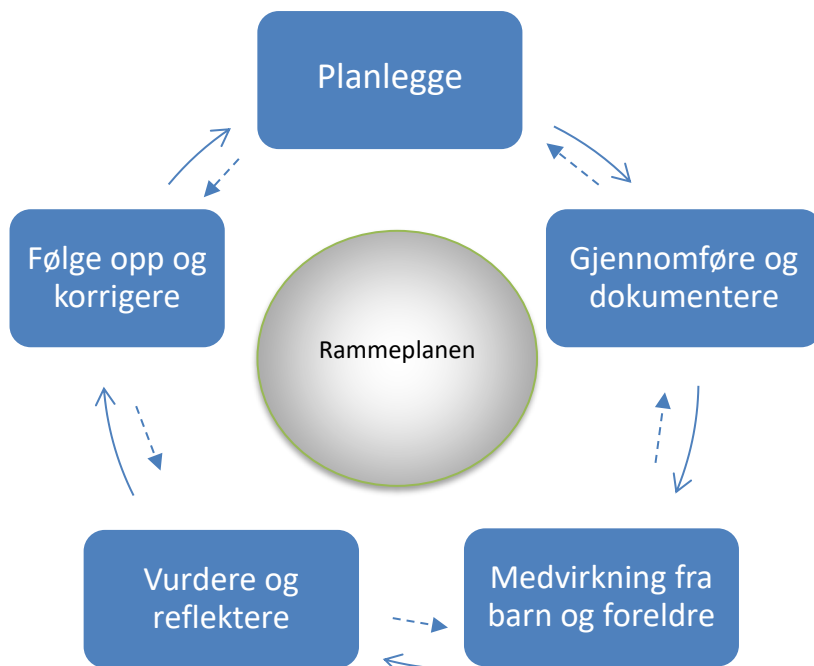 Planlegge
Følge opp og
korrigere
Gjennomføre og
dokumentere
Rammeplanen
Vurdere og
reflektere
Medvirkning fra
barn og foreldre